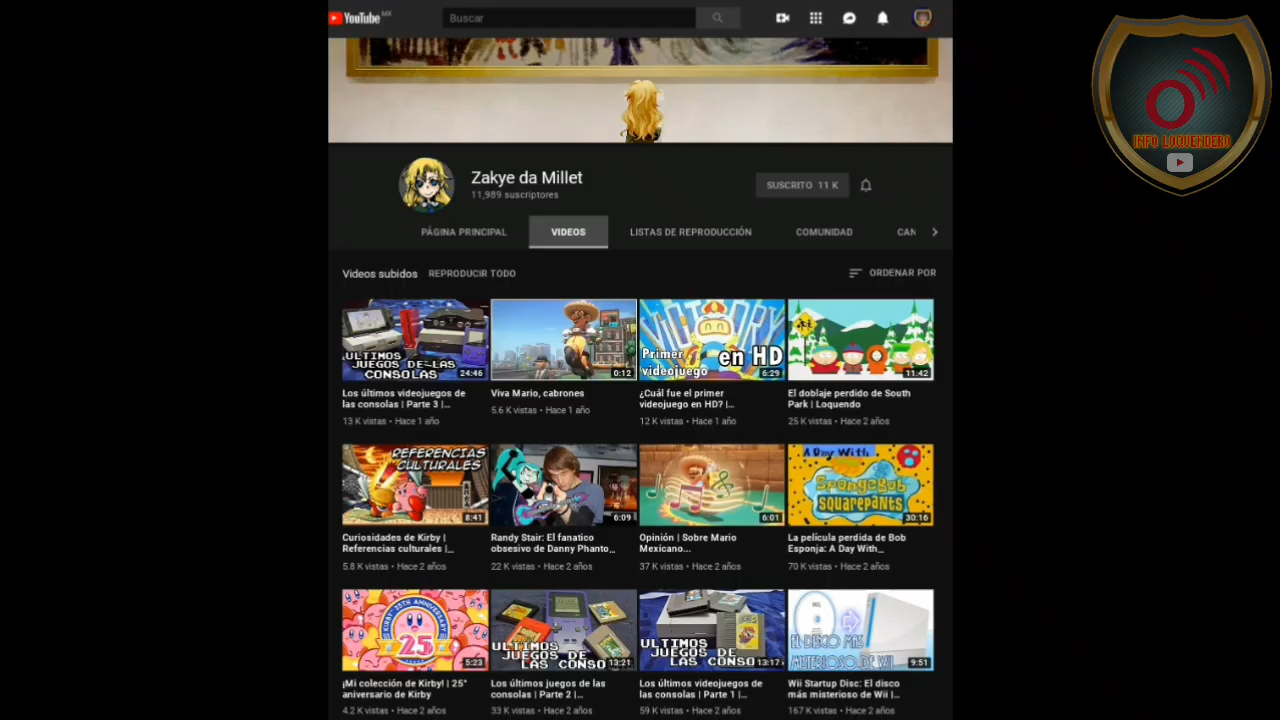 YouTube MX
Buscar
INFO LOQUENDERO
Zakye da Millet
11,989 suscriptores
SUSCRITO 11 K
PÁGINA PRINCIPAL VIDEOS LISTAS DE REPRODUCCIÓN COMUNIDAD CAN
Videos subidos REPRODUCIR TODO ORDENAR POR
ULTIMOS
JUEGOS DE LAS
CONSOLAS
24:46
0:12
VICTORY
Primer
videojuego
en HD
6:29
11:42
Los últimos videojuegos de
las consolas | Parte 3 |...
13 K vistas • Hace 1 año
Viva Mario, cabrones
5.6 K vistas • Hace 1 año
¿Cuál fue el primer
videojuego en HD? |...
12 K vistas • Hace 1 año
El doblaje perdido de South
Park | Loquendo
25 K vistas • Hace 2 años
REFERENCIAS
CULTURALES
8:41
6:09
6:01
A Day With
SpongeBob
SQUAREPANTS
30:16
Curiosidades de Kirby |
Referencias culturales |...
5.8 K vistas • Hace 2 años
Randy Stair: El fanatico
obsesivo de Danny Phanto...
22 K vistas • Hace 2 años
Opinión | Sobre Mario
Mexicano...
37 K vistas • Hace 2 años
La película perdida de Bob
Esponja: A Day With...
70 K vistas • Hace 2 años
KIRBY 25TH ANNIVERSARY
25
5:23
ULTIMOS
JUEGOS DE
LAS CONSO
13:21
ULTIMOS
JUEGOS DE
LAS CONSO
13:17
EL DISCO MAS
MISTERIOSO DE WII
9:51
¡Mi colección de Kirby! | 25°
aniversario de Kirby
4.2 K vistas • Hace 2 años
Los últimos juegos de las
consolas | Parte 2 |...
33 K vistas • Hace 2 años
Los últimos videojuegos de
las consolas | Parte 1 |...
59 K vistas • Hace 2 años
Wii Startup Disc: El disco
más misterioso de Wii |...
167 K vistas • Hace 2 años